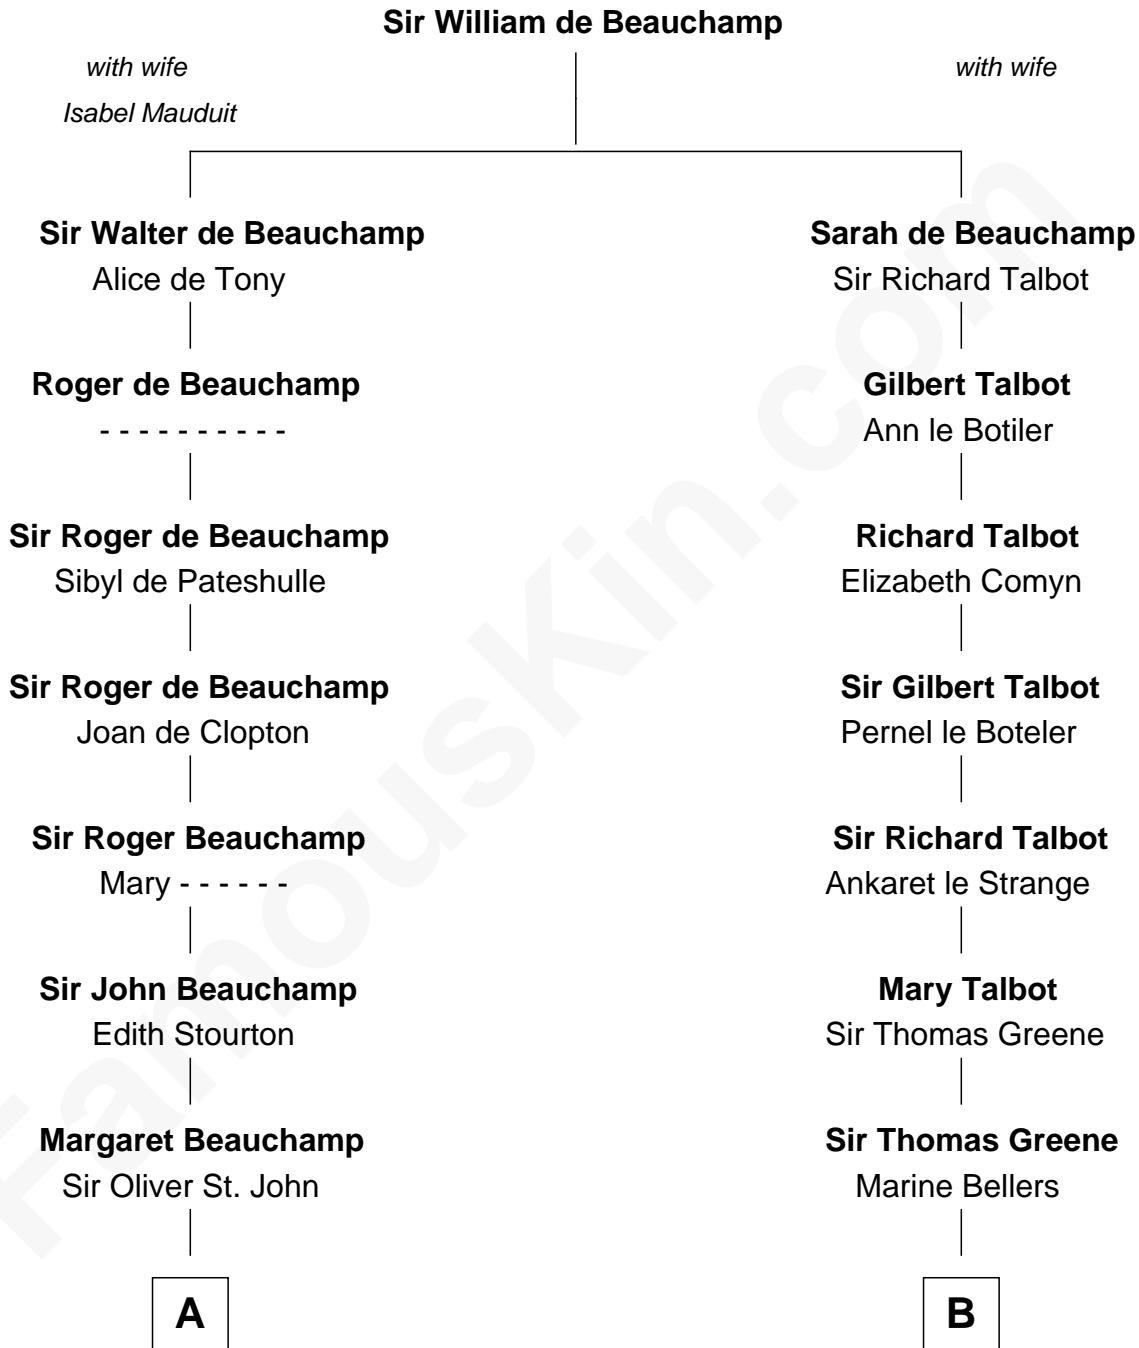 Sir William de Beauchamp
with wife
Isabel Mauduit
with wife
Sir Walter de Beauchamp
Alice de Tony
Sarah de Beauchamp
Sir Richard Talbot
Roger de Beauchamp
- - - - - - - - - -
Gilbert Talbot
Ann le Botiler
Sir Roger de Beauchamp
Sibyl de Pateshulle
Richard Talbot
Elizabeth Comyn
Sir Roger de Beauchamp
Joan de Clopton
Sir Gilbert Talbot
Pernel le Boteler
Sir Roger Beauchamp
Mary - - - - - -
Sir Richard Talbot
Ankaret le Strange
Sir John Beauchamp
Edith Stourton
Mary Talbot
Sir Thomas Greene
Margaret Beauchamp
Sir Oliver St. John
Sir Thomas Greene
Marine Bellers
A
B
FamousKin.com